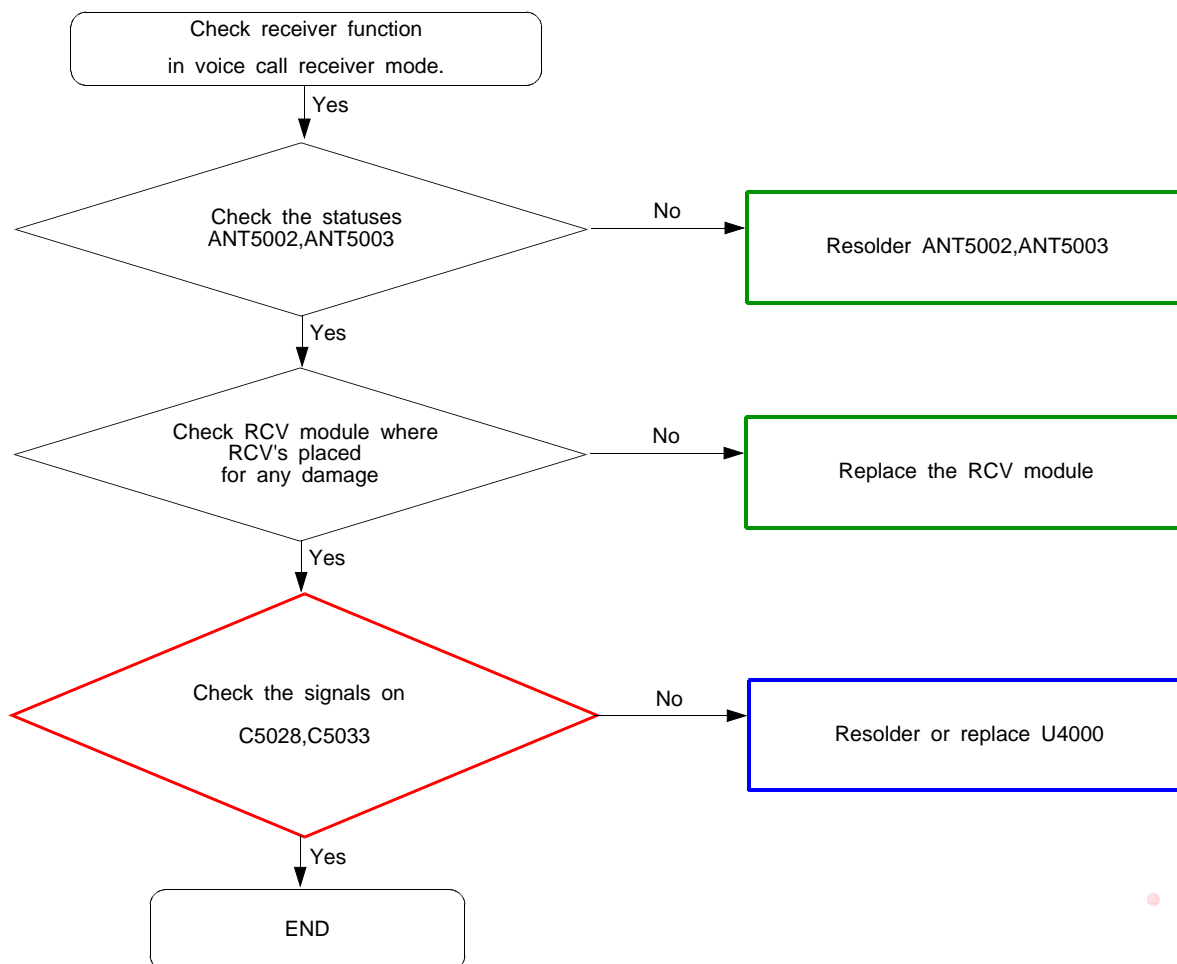 Check receiver function
in voice call receiver mode.
Yes
Check the statuses
ANT5002,ANT5003
No
Resolder ANT5002,ANT5003
Yes
Check RCV module where
RCV's placed
for any damage
No
Replace the RCV module
Yes
Check the signals on
C5028,C5033
No
Resolder or replace U4000
Yes
END